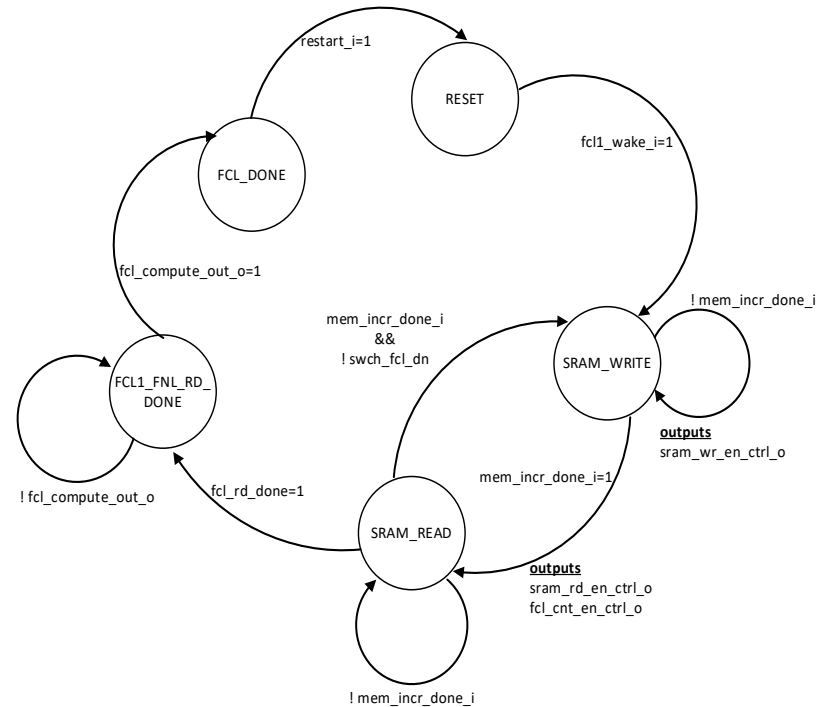 restart_i=1
RESET
fcl1_wake_i=1
FCL_DONE
fcl_compute_out_o=1
! mem_incr_done_i
mem_incr_done_i
&&
! swch_fcl_dn
SRAM_WRITE
FCL1_FNL_RD_
DONE
outputs
sram_wr_en_ctrl_o
mem_incr_done_i=1
fcl_rd_done=1
! fcl_compute_out_o
SRAM_READ
outputs
sram_rd_en_ctrl_o
fcl_cnt_en_ctrl_o
! mem_incr_done_i